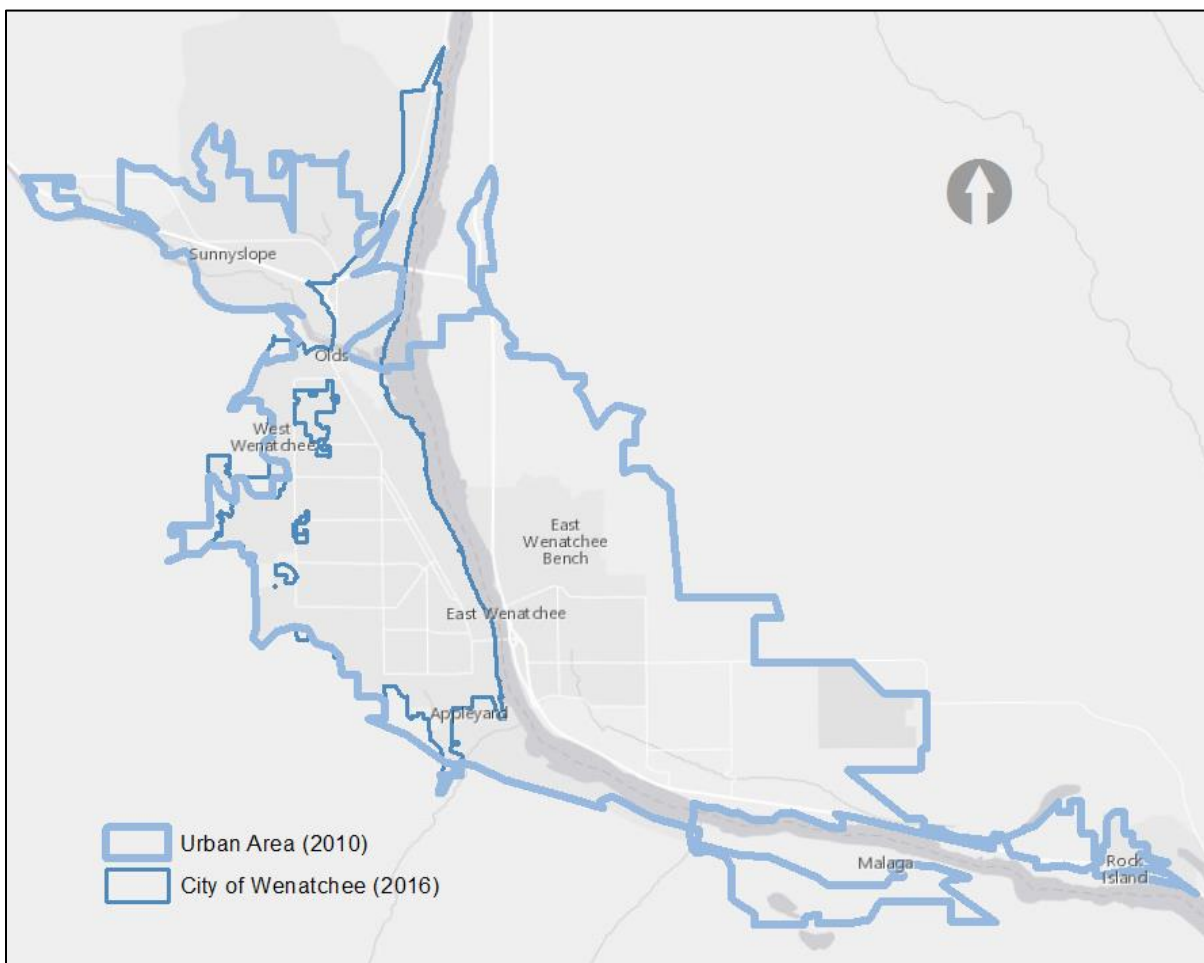 Sunnyslope
Olds
West
Wenatchee
East
Wenatchee
Bench
East Wenatchee
Appleyard
Urban Area (2010)
City of Wenatchee (2016)
Malaga
Rock
Island